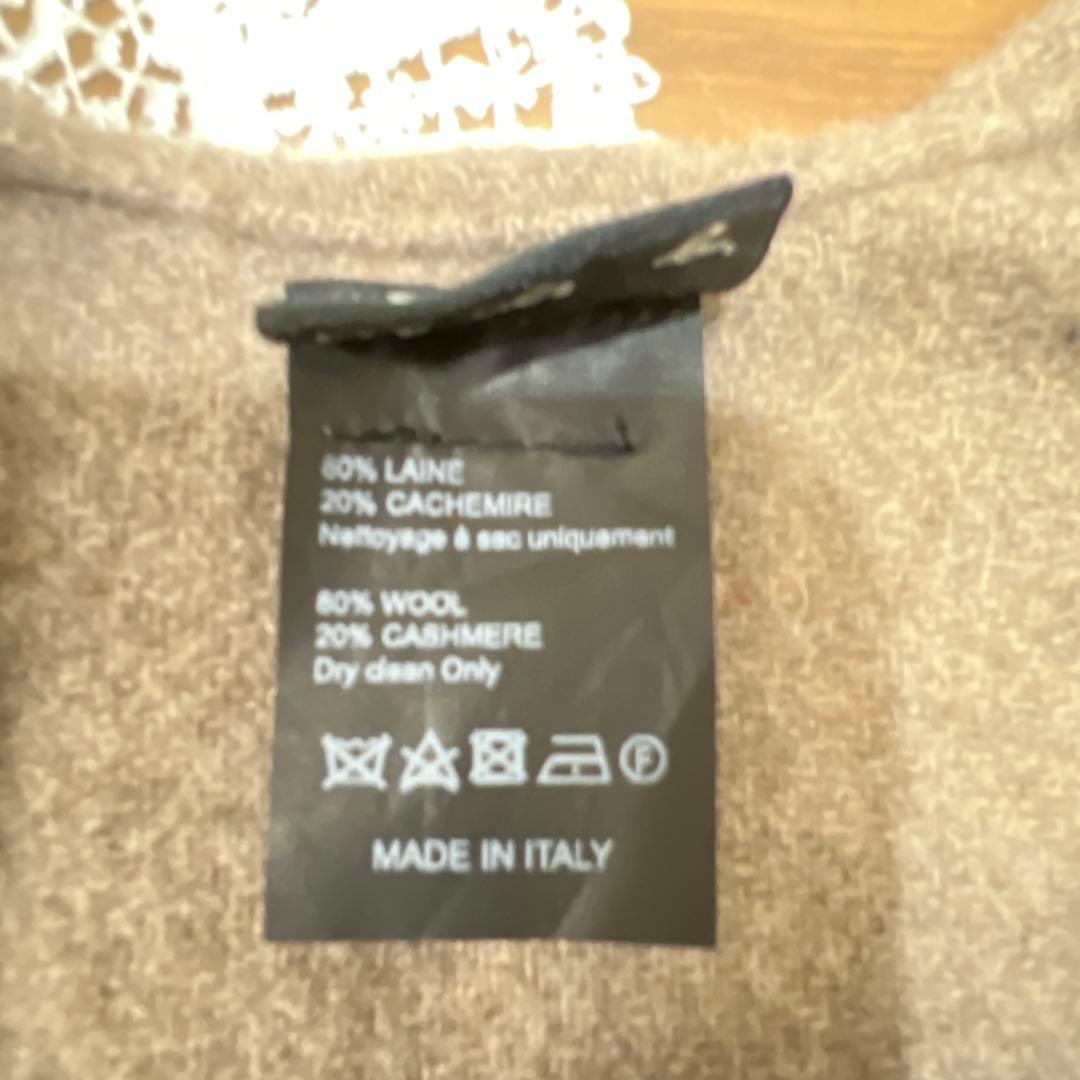 80% LAINE
20% CACHEMIRE
Nettoyage à sec uniquement
80% WOOL
20% CASHMERE
Dry clean Only
F
MADE IN ITALY